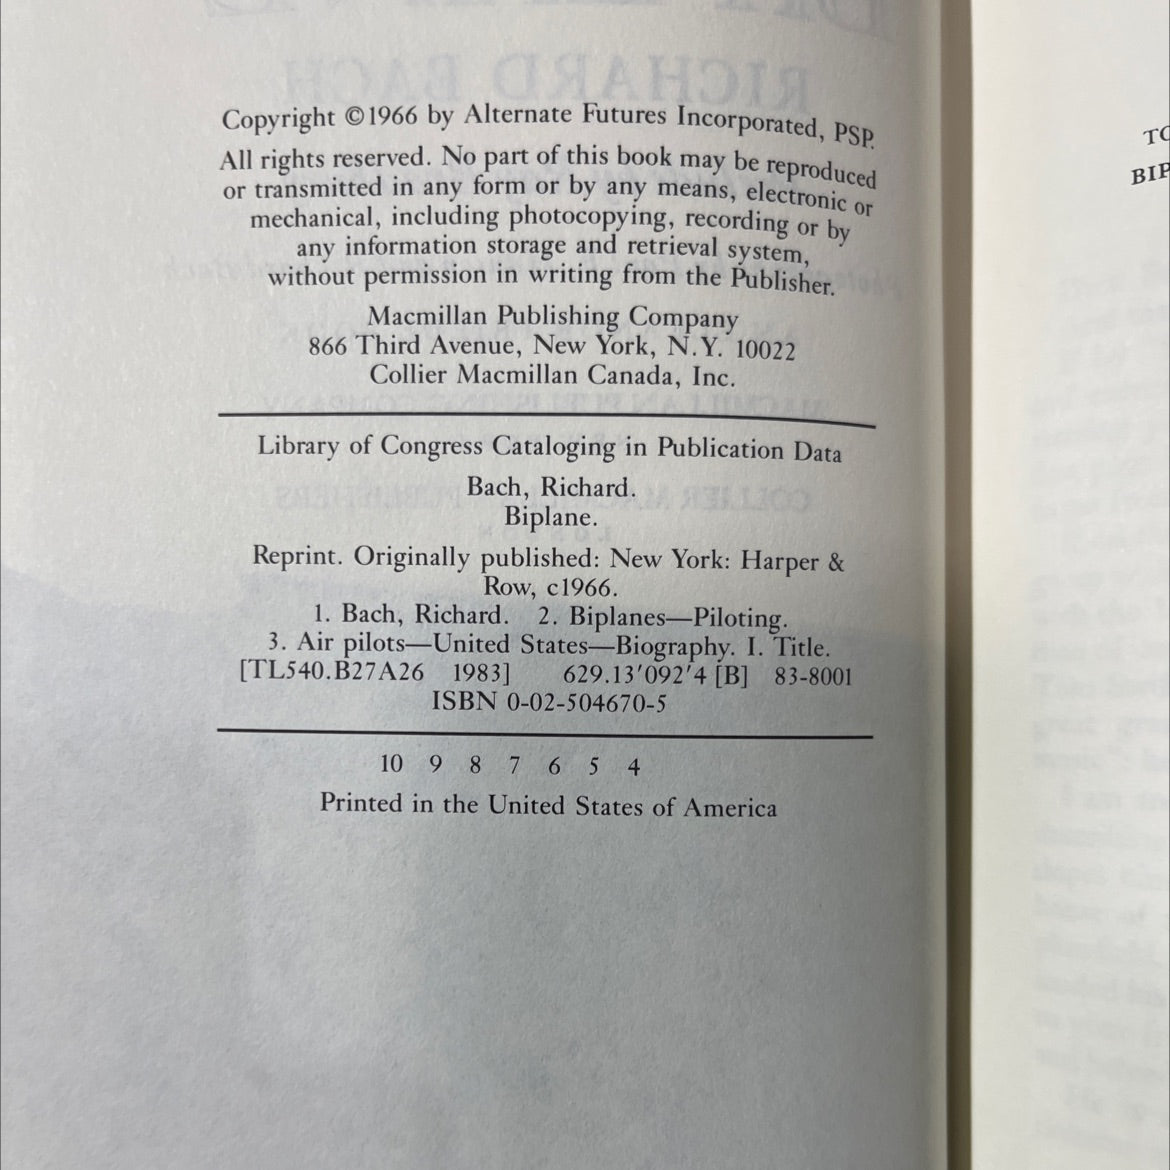 RICHARD BACH
Copyright ©1966 by Alternate Futures Incorporated, PSP.
All rights reserved. No part of this book may be reproduced
or transmitted in any form or by any means, electronic or
mechanical, including photocopying, recording or by
any information storage and retrieval system,
without permission in writing from the Publisher.
Macmillan Publishing Company
866 Third Avenue, New York, N.Y. 10022
Collier Macmillan Canada, Inc.
Library of Congress Cataloging in Publication Data
Bach, Richard.
Biplane.
Reprint. Originally published: New York: Harper &
Row, c1966.
1. Bach, Richard. 2. Biplanes—Piloting.
3. Air pilots—United States—Biography. I. Title.
[TL540.B27A26 1983] 629.13'092'4 [B] 83-8001
ISBN 0-02-504670-5
10 9 8 7 6 5 4
Printed in the United States of America
TO
BIP